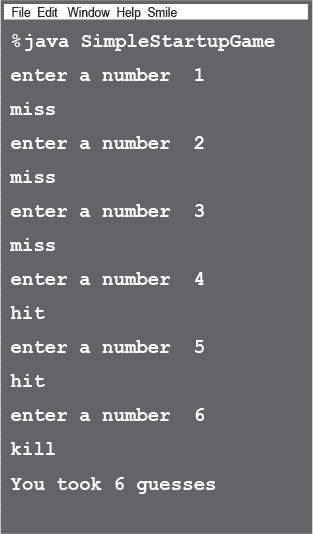 File Edit Window Help Smile
%java SimpleStartupGame
enter a number 1
miss
enter a number 2
miss
enter a number 3
miss
enter a number 4
hit
enter a number 5
hit
enter a number 6
kill
You took 6 guesses